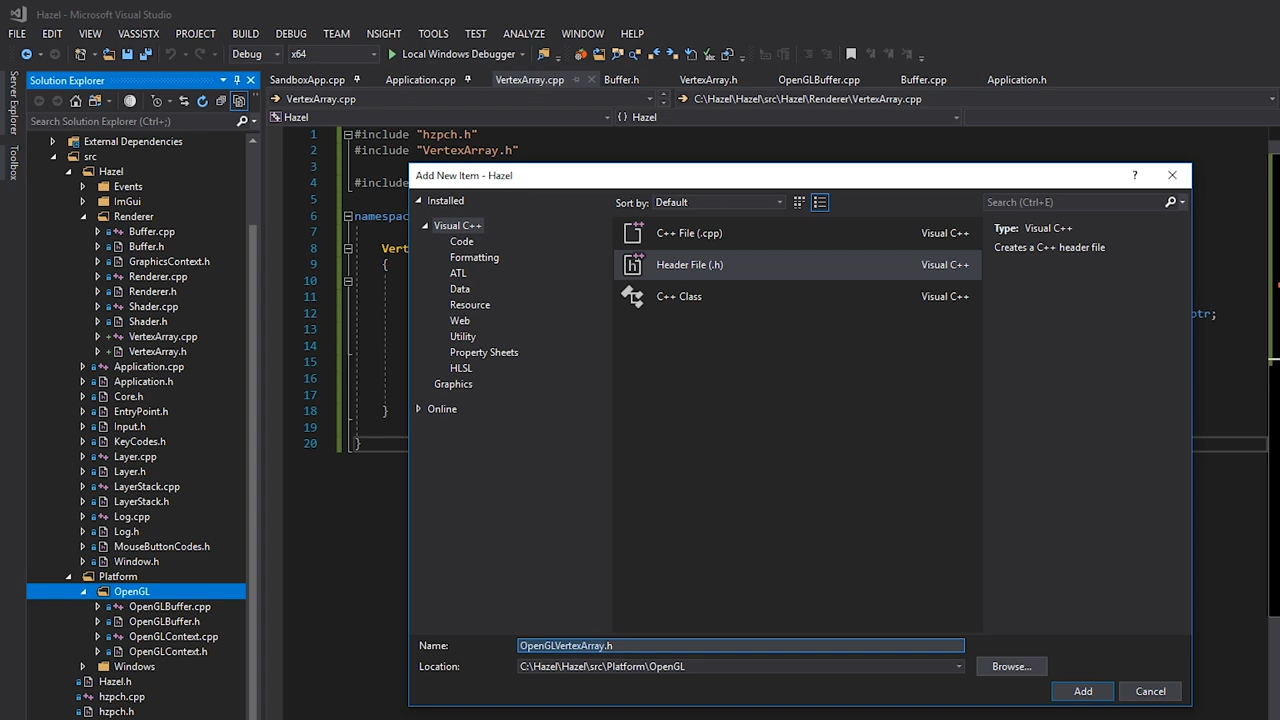 Hazel - Microsoft Visual Studio
FILE EDIT VIEW VASSISTX PROJECT BUILD DEBUG TEAM NSIGHT TOOLS TEST ANALYZE WINDOW HELP
Debug x64 Local Windows Debugger
Server Explorer
Toolbox
Solution Explorer
Search Solution Explorer (Ctrl+;)
External Dependencies
src
Hazel
Events
ImGui
Renderer
Buffer.cpp
Buffer.h
GraphicsContext.h
Renderer.cpp
Renderer.h
Shader.cpp
Shader.h
VertexArray.cpp
VertexArray.h
Application.cpp
Application.h
Core.h
EntryPoint.h
Input.h
KeyCodes.h
Layer.cpp
Layer.h
LayerStack.cpp
LayerStack.h
Log.cpp
Log.h
MouseButtonCodes.h
Window.h
Platform
OpenGL
OpenGLBuffer.cpp
OpenGLBuffer.h
OpenGLContext.cpp
OpenGLContext.h
Windows
Hazel.h
hzpch.cpp
hzpch.h
SandboxApp.cpp Application.cpp VertexArray.cpp Buffer.h VertexArray.h OpenGLBuffer.cpp Buffer.cpp Application.h
VertexArray.cpp C:\Hazel\Hazel\src\Hazel\Renderer\VertexArray.cpp
Hazel {} Hazel
1 #include "hzpch.h"
2 #include "VertexArray.h"
3
4 #include
5
6 namespac
7
8 Vert
9 {
10
11
12 ptr;
13
14
15
16
17
18 }
19
20 }
Add New Item - Hazel
?
Installed
Visual C++
Code
Formatting
ATL
Data
Resource
Web
Utility
Property Sheets
HLSL
Graphics
Online
Sort by: Default
Search (Ctrl+E)
C++ File (.cpp) Visual C++
Header File (.h) Visual C++
C++ Class Visual C++
Type: Visual C++
Creates a C++ header file
Name: OpenGLVertexArray.h
Location: C:\Hazel\Hazel\src\Platform\OpenGL
Browse...
Add Cancel